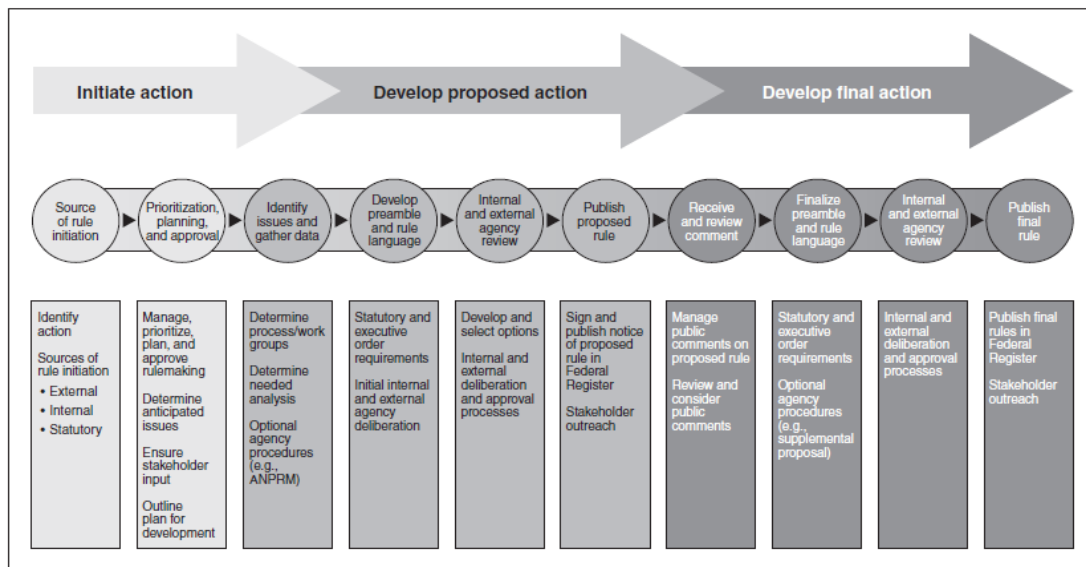 Initiate action
Develop proposed action
Develop final action
Source
of rule
initiation
Prioritization,
planning,
and approval
Identify
issues and
gather data
Develop
preamble
and rule
language
Internal
and external
agency
review
Publish
proposed
rule
Receive
and review
comment
Finalize
preamble
and rule
language
Internal
and external
agency
review
Publish
final
rule
Identify
action
Sources of
rule initiation
• External
• Internal
• Statutory
Manage,
prioritize,
plan, and
approve
rulemaking
Determine
anticipated
issues
Ensure
stakeholder
input
Outline
plan for
development
Determine
process/work
groups
Determine
needed
analysis
Optional
agency
procedures
(e.g.,
ANPRM)
Statutory and
executive
order
requirements
Initial internal
and external
agency
deliberation
Develop and
select options
Internal and
external
deliberation
and approval
processes
Sign and
publish notice
of proposed
rule in
Federal
Register
Stakeholder
outreach
Manage
public
comments on
proposed rule
Review and
consider
public
comments
Statutory and
executive
order
requirements
Optional
agency
procedures
(e.g.,
supplemental
proposal)
Internal and
external
deliberation
and approval
processes
Publish final
rules in
Federal
Register
Stakeholder
outreach